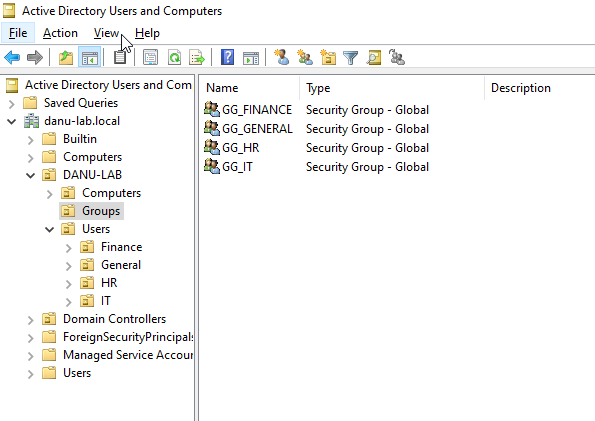 Active Directory Users and Computers
File Action View Help
Active Directory Users and Com
Saved Queries
danu-lab.local
Builtin
Computers
DANU-LAB
Computers
Groups
Users
Finance
General
HR
IT
Domain Controllers
ForeignSecurityPrincipals
Managed Service Accour
Users
Name Type Description
GG_FINANCE Security Group - Global
GG_GENERAL Security Group - Global
GG_HR Security Group - Global
GG_IT Security Group - Global